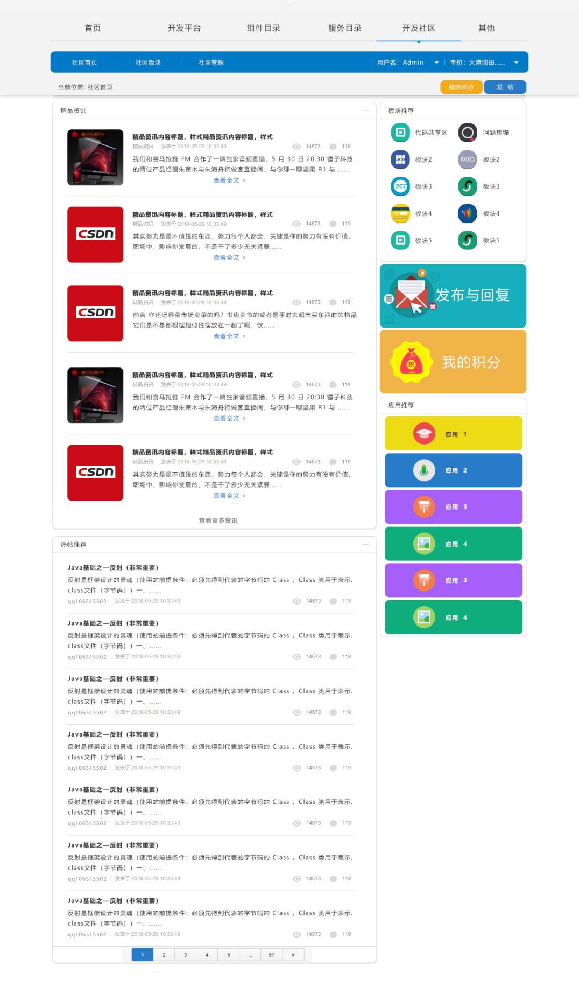 首页 开发平台 组件目录 服务目录 开发社区 其他
社区首页 社区版块 社区管理 用户名：Admin 单位：大港油田......
当前位置: 社区首页 我的积分 发 帖
精品资讯
精品资讯内容标题，样式精品资讯内容标题，样式
精品资讯 发表于 2018-05-29 10:33:49 14673 119
我们和喜马拉雅 FM 合作了一期独家音频直播，5 月 30 日 20:30 锤子科技
的两位产品经理朱萧木与朱海舟将做客直播间，与你聊一聊坚果 R1 与 ......
查看全文 >
CSDN
精品资讯内容标题，样式精品资讯内容标题，样式
精品资讯 发表于 2018-05-29 10:33:49 14673 119
其实努力是最不值钱的东西，努力每个人都会，关键是你的努力有没有价值。
职场中，影响你发展的，不是干了多少无关紧要......
查看全文 >
CSDN
精品资讯内容标题，样式精品资讯内容标题，样式
精品资讯 发表于 2018-05-29 10:33:49 14673 119
前言 你还记得菜市场卖菜的吗？书店卖书的或者是平时去超市买东西时的物品
它们是不是都根据相似性摆放在一起了呢，饮......
查看全文 >
精品资讯内容标题，样式精品资讯内容标题，样式
精品资讯 发表于 2018-05-29 10:33:49 14673 119
我们和喜马拉雅 FM 合作了一期独家音频直播，5 月 30 日 20:30 锤子科技
的两位产品经理朱萧木与朱海舟将做客直播间，与你聊一聊坚果 R1 与 ......
查看全文 >
CSDN
精品资讯内容标题，样式精品资讯内容标题，样式
精品资讯 发表于 2018-05-29 10:33:49 14673 119
其实努力是最不值钱的东西，努力每个人都会，关键是你的努力有没有价值。
职场中，影响你发展的，不是干了多少无关紧要......
查看全文 >
查看更多资讯
热帖推荐
Java基础之—反射（非常重要）
反射是框架设计的灵魂（使用的前提条件：必须先得到代表的字节码的 Class ，Class 类用于表示.
class文件（字节码））一、......
qq106515502 发表于 2018-05-29 10:33:49 14673 119
Java基础之—反射（非常重要）
反射是框架设计的灵魂（使用的前提条件：必须先得到代表的字节码的 Class ，Class 类用于表示.
class文件（字节码））一、......
qq106515502 发表于 2018-05-29 10:33:49 14673 119
Java基础之—反射（非常重要）
反射是框架设计的灵魂（使用的前提条件：必须先得到代表的字节码的 Class ，Class 类用于表示.
class文件（字节码））一、......
qq106515502 发表于 2018-05-29 10:33:49 14673 119
Java基础之—反射（非常重要）
反射是框架设计的灵魂（使用的前提条件：必须先得到代表的字节码的 Class ，Class 类用于表示.
class文件（字节码））一、......
qq106515502 发表于 2018-05-29 10:33:49 14673 119
Java基础之—反射（非常重要）
反射是框架设计的灵魂（使用的前提条件：必须先得到代表的字节码的 Class ，Class 类用于表示.
class文件（字节码））一、......
qq106515502 发表于 2018-05-29 10:33:49 14673 119
Java基础之—反射（非常重要）
反射是框架设计的灵魂（使用的前提条件：必须先得到代表的字节码的 Class ，Class 类用于表示.
class文件（字节码））一、......
qq106515502 发表于 2018-05-29 10:33:49 14673 119
Java基础之—反射（非常重要）
反射是框架设计的灵魂（使用的前提条件：必须先得到代表的字节码的 Class ，Class 类用于表示.
class文件（字节码））一、......
qq106515502 发表于 2018-05-29 10:33:49 14673 119
1 2 3 4 5 ... 57
板块推荐
代码共享区 问题集锦
板块2 板块2
2CO 板块3 板块3
板块4 板块4
板块5 板块5
发布与回复
23
积 我的积分
应用推荐
应用 1
应用 2
应用 3
应用 4
应用 3
应用 4